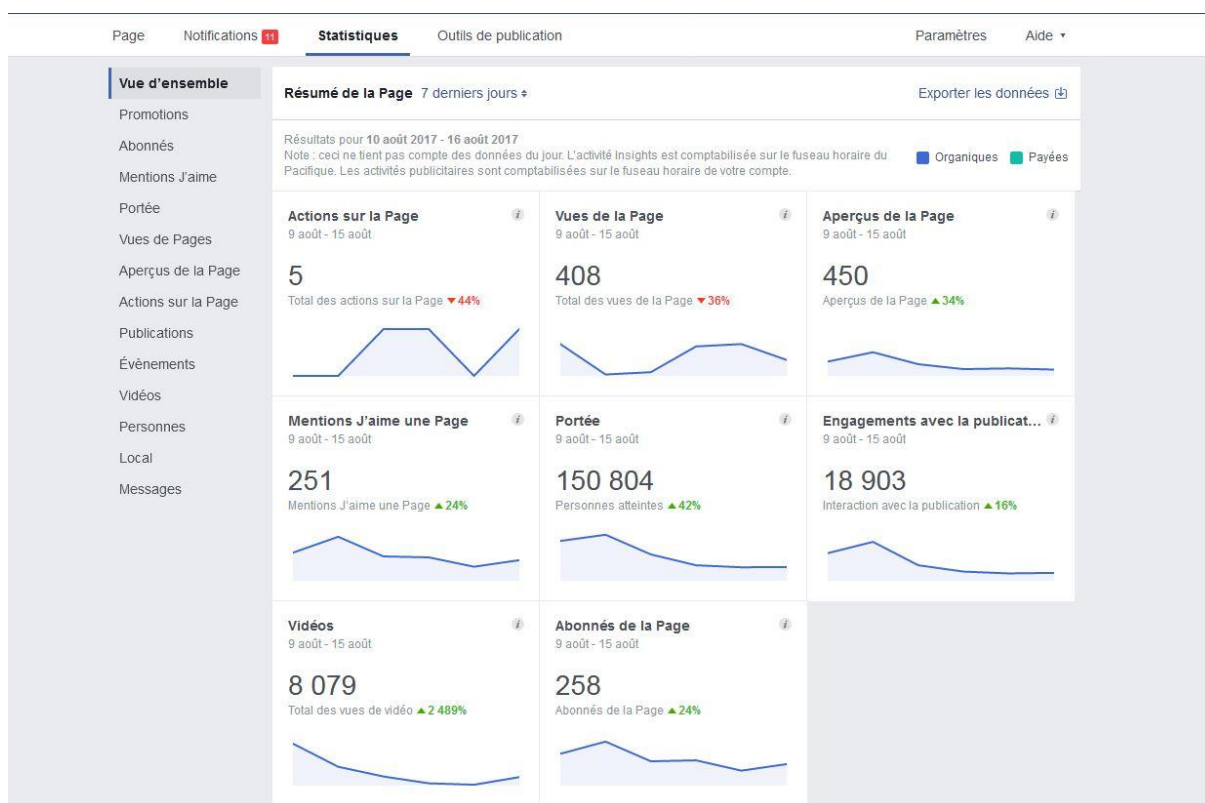 Page Notifications 11 Statistiques Outils de publication Paramètres Aide
Vue d'ensemble
Promotions
Abonnés
Mentions J'aime
Portée
Vues de Pages
Aperçus de la Page
Actions sur la Page
Publications
Évènements
Vidéos
Personnes
Local
Messages
Résumé de la Page 7 derniers jours
Exporter les données
Résultats pour 10 août 2017 - 16 août 2017
Note : ceci ne tient pas compte des données du jour. L'activité Insights est comptabilisée sur le fuseau horaire du
Pacifique. Les activités publicitaires sont comptabilisées sur le fuseau horaire de votre compte.
Organiques Payées
Actions sur la Page
9 août - 15 août
5
Total des actions sur la Page ▼44%
Vues de la Page
9 août - 15 août
408
Total des vues de la Page ▼36%
Aperçus de la Page
9 août - 15 août
450
Aperçus de la Page ▲34%
Mentions J'aime une Page
9 août - 15 août
251
Mentions J'aime une Page ▲24%
Portée
9 août - 15 août
150 804
Personnes atteintes ▲42%
Engagements avec la publicat...
9 août - 15 août
18 903
Interaction avec la publication ▲16%
Vidéos
9 août - 15 août
8 079
Total des vues de vidéo ▲2 489%
Abonnés de la Page
9 août - 15 août
258
Abonnés de la Page ▲24%